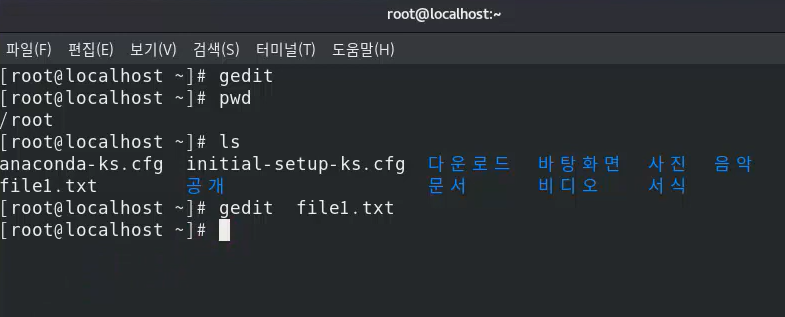 root@localhost:~
파일(F) 편집(E) 보기(V) 검색(S) 터미널(T) 도움말(H)
[root@localhost ~]# gedit
[root@localhost ~]# pwd
/root
[root@localhost ~]# ls
anaconda-ks.cfg initial-setup-ks.cfg 다운로드 바탕화면 사진 음악
file1.txt 공개 문서 비디오 서식
[root@localhost ~]# gedit file1.txt
[root@localhost ~]#